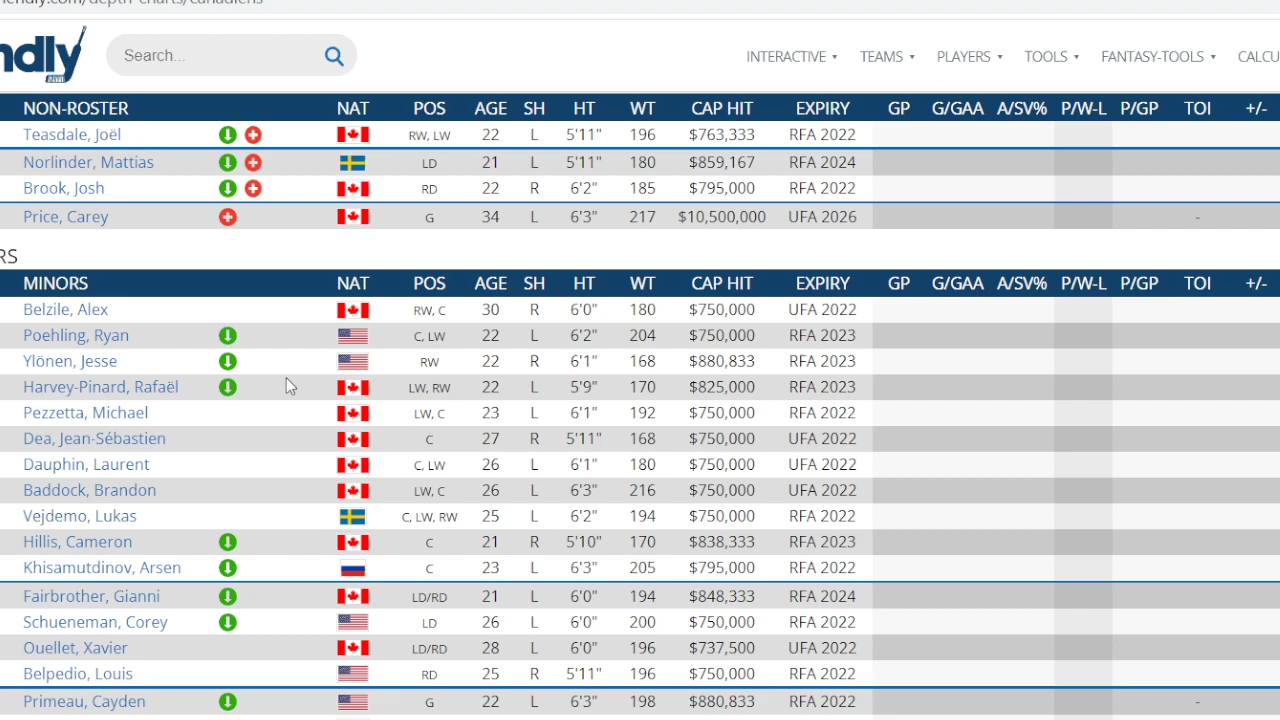 endly.com/depth-charts/canadiens
ndly
Search...
INTERACTIVE TEAMS PLAYERS TOOLS FANTASY-TOOLS CALCU
NON-ROSTER NAT POS AGE SH HT WT CAP HIT EXPIRY GP G/GAA A/SV% P/W-L P/GP TOI +/-
Teasdale, Joël RW, LW 22 L 5'11" 196 $763,333 RFA 2022
Norlinder, Mattias LD 21 L 5'11" 180 $859,167 RFA 2024
Brook, Josh RD 22 R 6'2" 185 $795,000 RFA 2022
Price, Carey G 34 L 6'3" 217 $10,500,000 UFA 2026 -
RS
MINORS NAT POS AGE SH HT WT CAP HIT EXPIRY GP G/GAA A/SV% P/W-L P/GP TOI +/-
Belzile, Alex RW, C 30 R 6'0" 180 $750,000 UFA 2022
Poehling, Ryan C, LW 22 L 6'2" 204 $750,000 RFA 2023
Ylönen, Jesse RW 22 R 6'1" 168 $880,833 RFA 2023
Harvey-Pinard, Rafaël LW, RW 22 L 5'9" 170 $825,000 RFA 2023
Pezzetta, Michael LW, C 23 L 6'1" 192 $750,000 RFA 2022
Dea, Jean-Sébastien C 27 R 5'11" 168 $750,000 UFA 2022
Dauphin, Laurent C, LW 26 L 6'1" 180 $750,000 UFA 2022
Baddock, Brandon LW, C 26 L 6'3" 216 $750,000 UFA 2022
Vejdemo, Lukas C, LW, RW 25 L 6'2" 194 $750,000 RFA 2022
Hillis, Cameron C 21 R 5'10" 170 $838,333 RFA 2023
Khisamutdinov, Arsen C 23 L 6'3" 205 $795,000 RFA 2022
Fairbrother, Gianni LD/RD 21 L 6'0" 194 $848,333 RFA 2024
Schueneman, Corey LD 26 L 6'0" 200 $750,000 RFA 2022
Ouellet, Xavier LD/RD 28 L 6'0" 196 $737,500 UFA 2022
Belpedio, Louis RD 25 R 5'11" 196 $750,000 RFA 2022
Primeau, Cayden G 22 L 6'3" 198 $880,833 RFA 2022 -